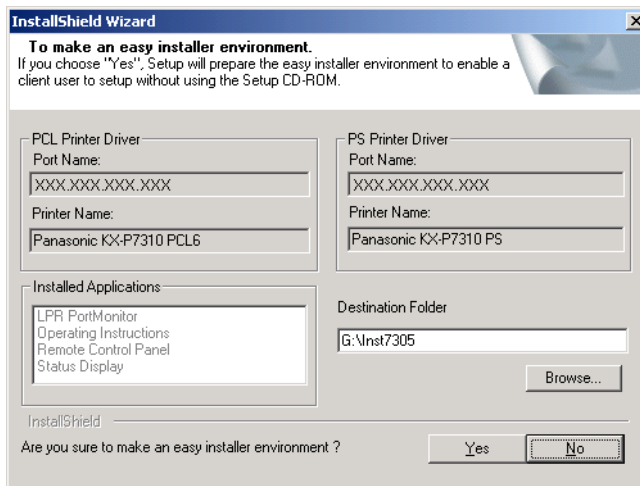 InstallShield Wizard
To make an easy installer environment.
If you choose "Yes", Setup will prepare the easy installer environment to enable a
client user to setup without using the Setup CD-ROM.
PCL Printer Driver
Port Name:
XXX.XXX.XXX.XXX
Printer Name:
Panasonic KX-P7310 PCL6
PS Printer Driver
Port Name:
XXX.XXX.XXX.XXX
Printer Name:
Panasonic KX-P7310 PS
Installed Applications
LPR PortMonitor
Operating Instructions
Remote Control Panel
Status Display
Destination Folder
G:\Inst7305
Browse...
InstallShield
Are you sure to make an easy installer environment ?
Yes
No